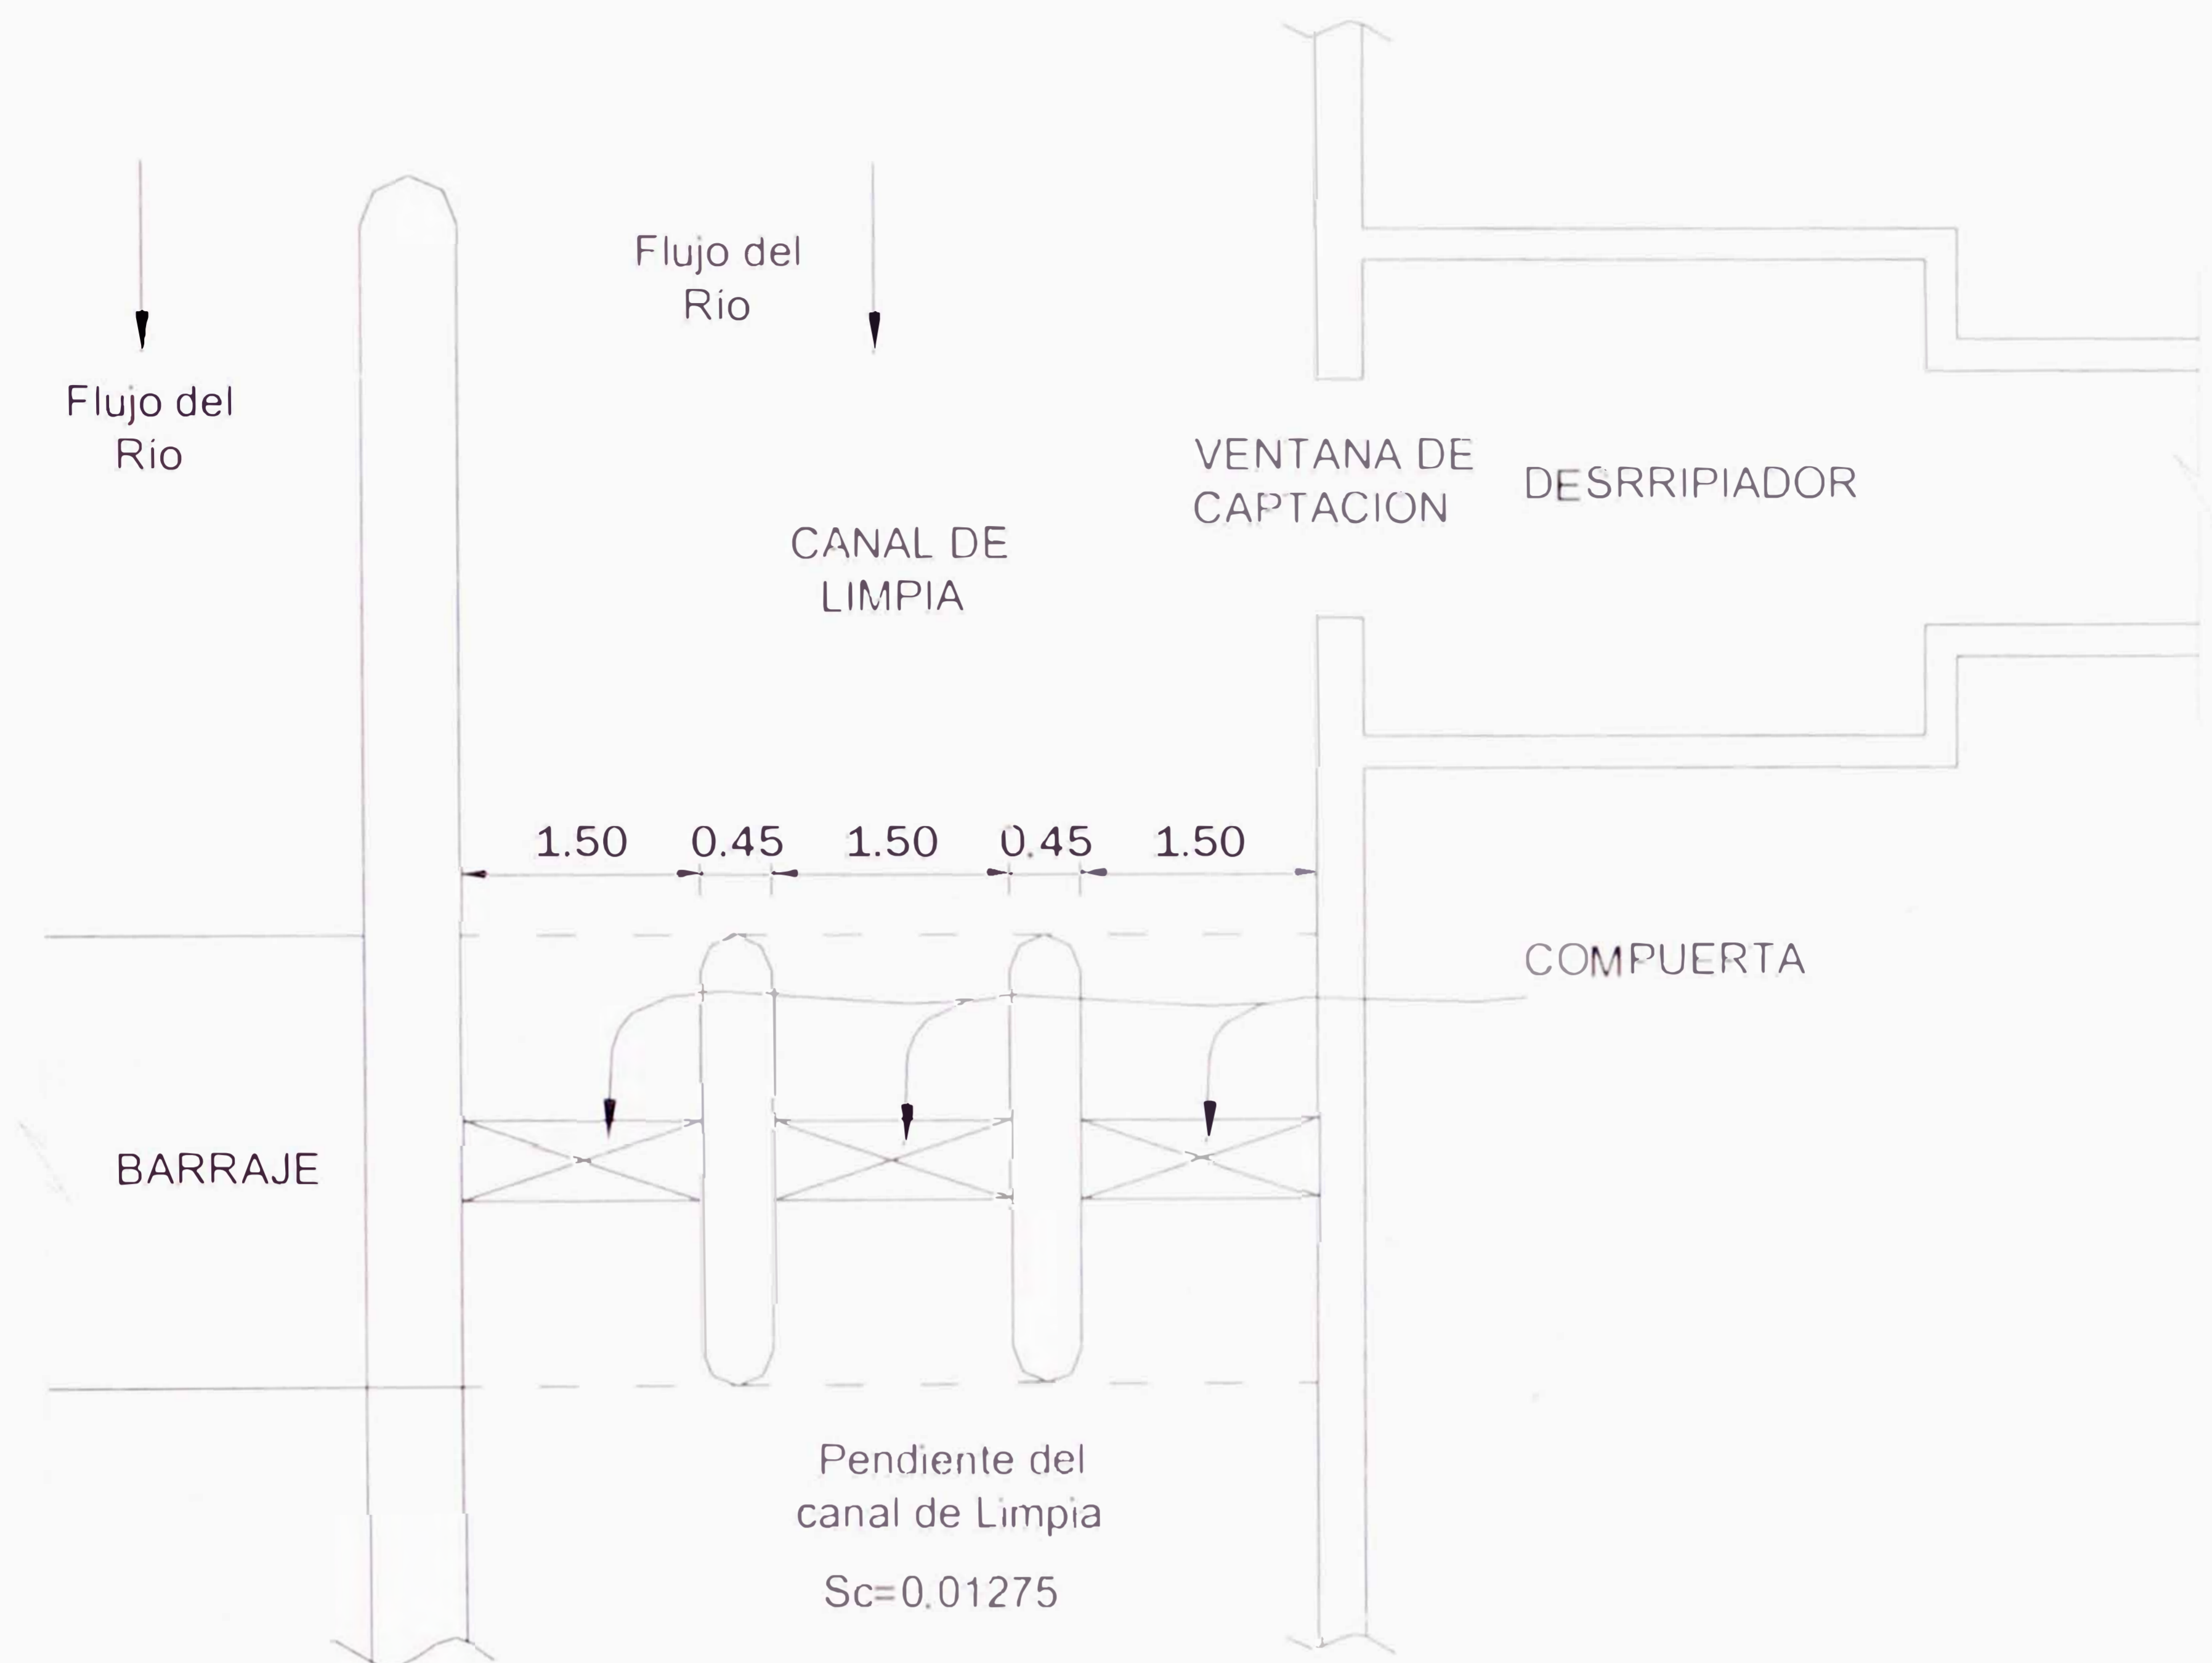 Flujo del
Río
Flujo del
Río
VENTANA DE
CAPTACION
DESRRIPIADOR
CANAL DE
LIMPIA
1.50 0.45 1.50 0.45 1.50
COMPUERTA
BARRAJE
Pendiente del
canal de Limpia
Sc=0.01275